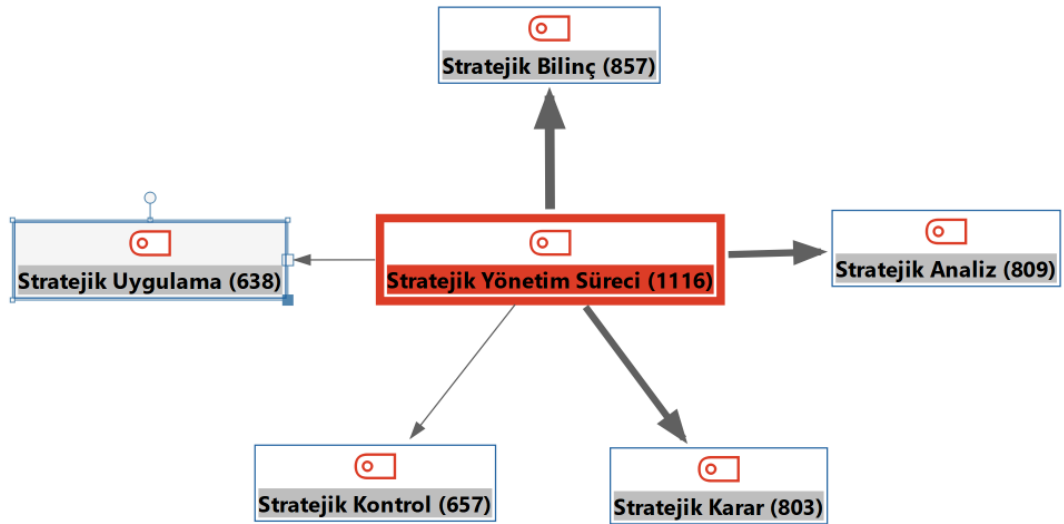 Stratejik Bilinç (857)
Stratejik Uygulama (638)
Stratejik Yönetim Süreci (1116)
Stratejik Analiz (809)
Stratejik Kontrol (657)
Stratejik Karar (803)